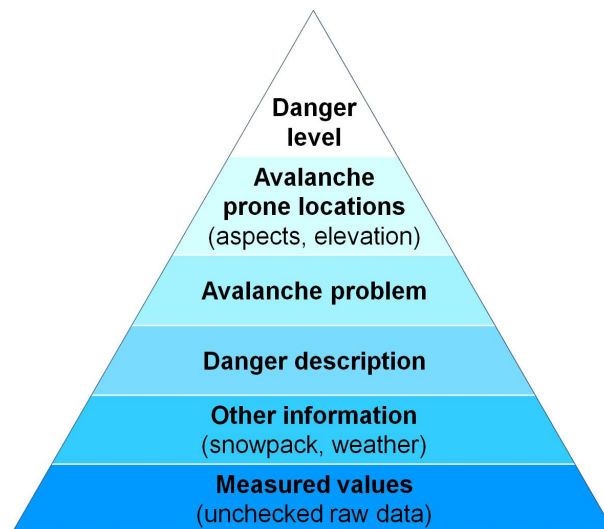 Danger
level
Avalanche
prone locations
(aspects, elevation)
Avalanche problem
Danger description
Other information
(snowpack, weather)
Measured values
(unchecked raw data)